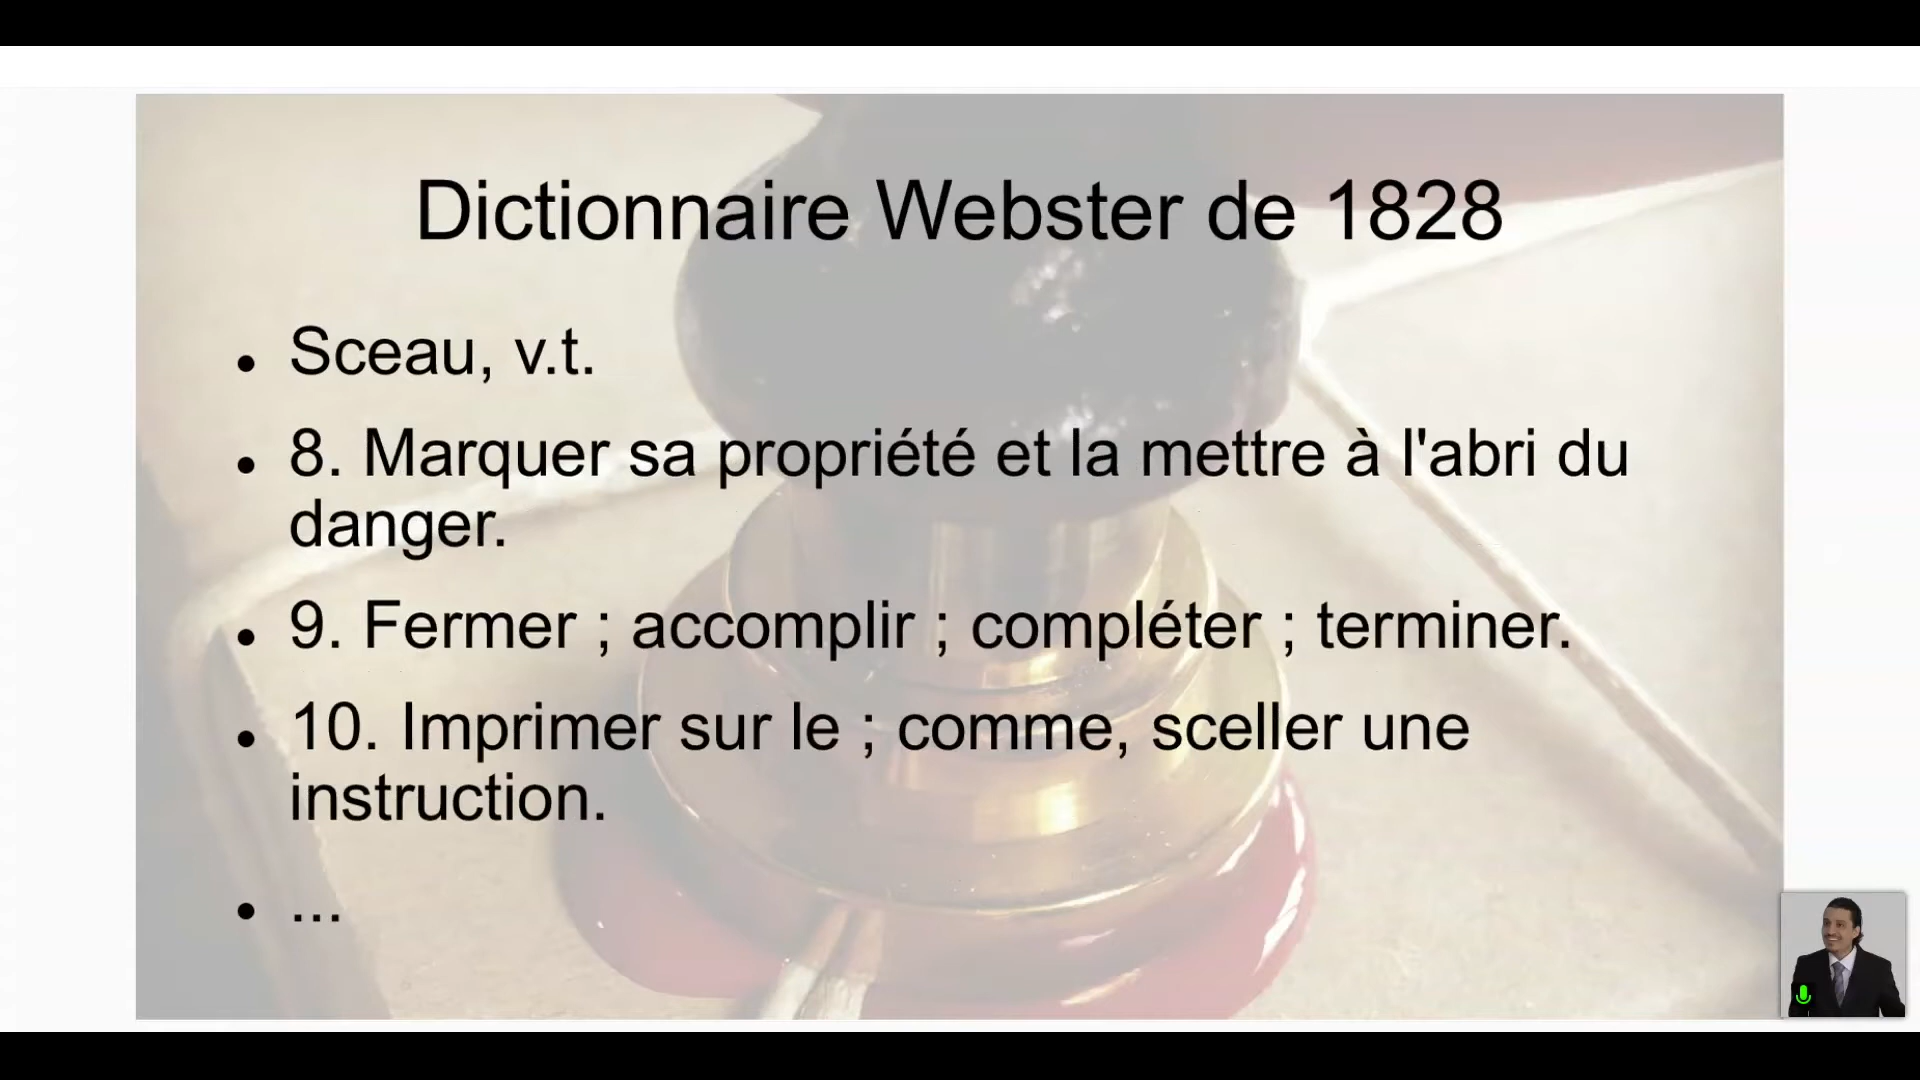 Dictionnaire Webster de 1828
• Sceau, v.t.
• 8. Marquer sa propriété et la mettre à l'abri du
danger.
• 9. Fermer ; accomplir ; compléter ; terminer.
• 10. Imprimer sur le ; comme, sceller une
instruction.
• ...